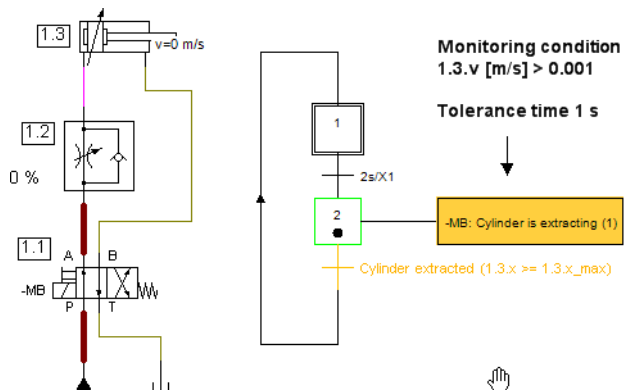 1.3
v=0 m/s
1.2
0 %
1.1
A B
-MB
P T
1
2s/X1
2
Cylinder extracted (1.3.x >= 1.3.x_max)
Monitoring condition
1.3.v [m/s] > 0.001
Tolerance time 1 s
-MB: Cylinder is extracting (1)